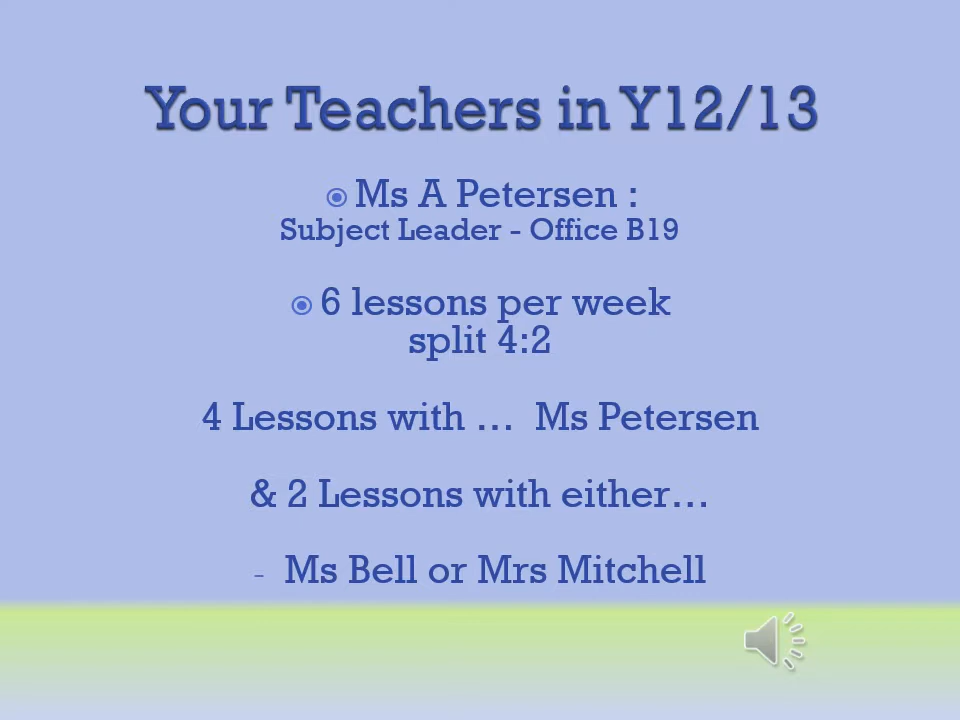 Your Teachers in Y12/13
Ms A Petersen :
Subject Leader - Office B19
6 lessons per week
split 4:2
4 Lessons with … Ms Petersen
& 2 Lessons with either…
- Ms Bell or Mrs Mitchell